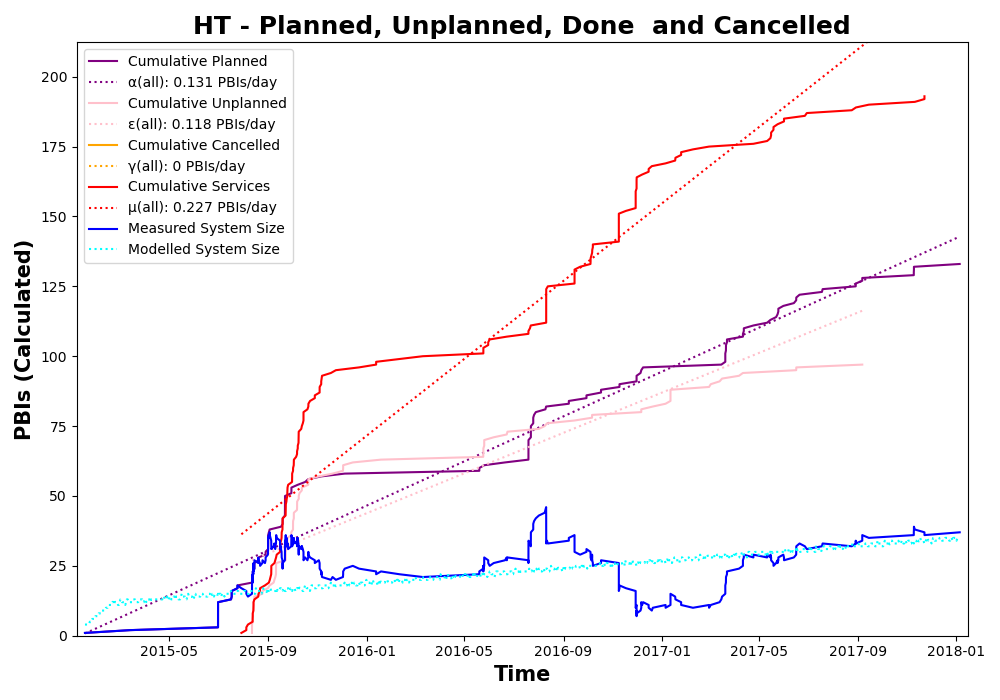 HT - Planned, Unplanned, Done  and Cancelled
PBIs (Calculated)
200
175
150
125
100
75
50
25
0
Cumulative Planned
α(all): 0.131 PBIs/day
Cumulative Unplanned
ε(all): 0.118 PBIs/day
Cumulative Cancelled
γ(all): 0 PBIs/day
Cumulative Services
μ(all): 0.227 PBIs/day
Measured System Size
Modelled System Size
2015-05 2015-09 2016-01 2016-05 2016-09 2017-01 2017-05 2017-09 2018-01
Time